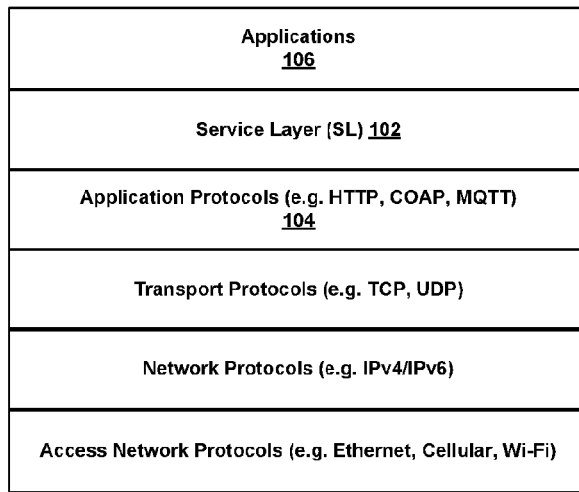 Applications
106
Service Layer (SL) 102
Application Protocols (e.g. HTTP, COAP, MQTT)
104
Transport Protocols (e.g. TCP, UDP)
Network Protocols (e.g. IPv4/IPv6)
Access Network Protocols (e.g. Ethernet, Cellular, Wi-Fi)